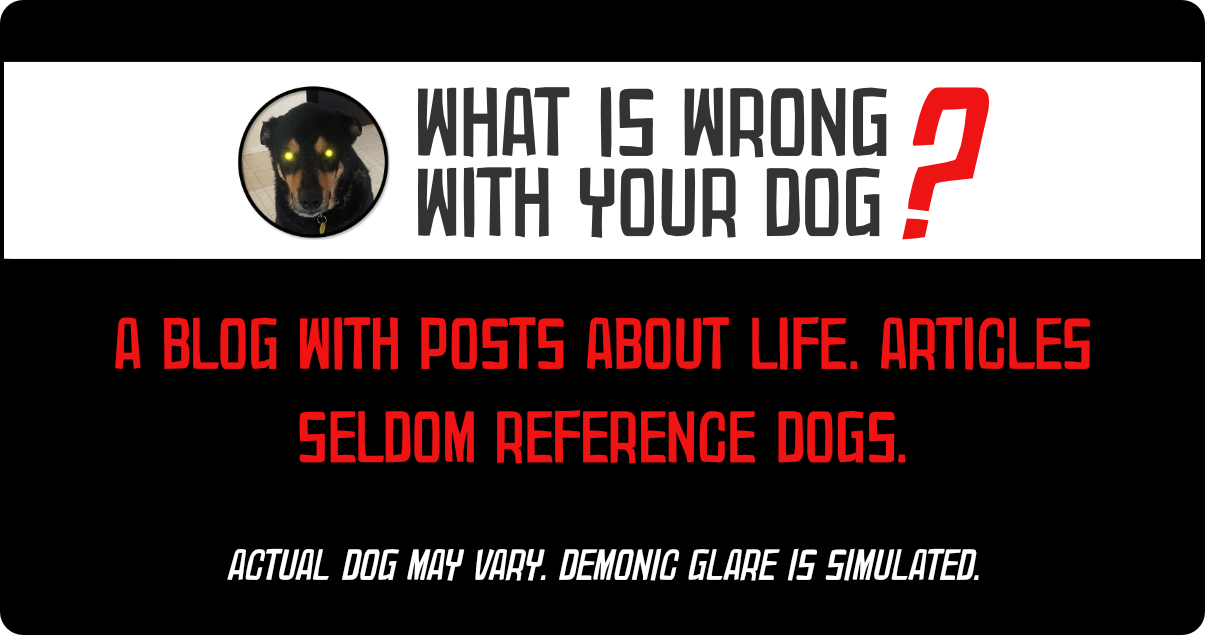 WHAT IS WRONG
WITH YOUR DOG?
A BLOG WITH POSTS ABOUT LIFE. ARTICLES
SELDOM REFERENCE DOGS.
ACTUAL DOG MAY VARY. DEMONIC GLARE IS SIMULATED.